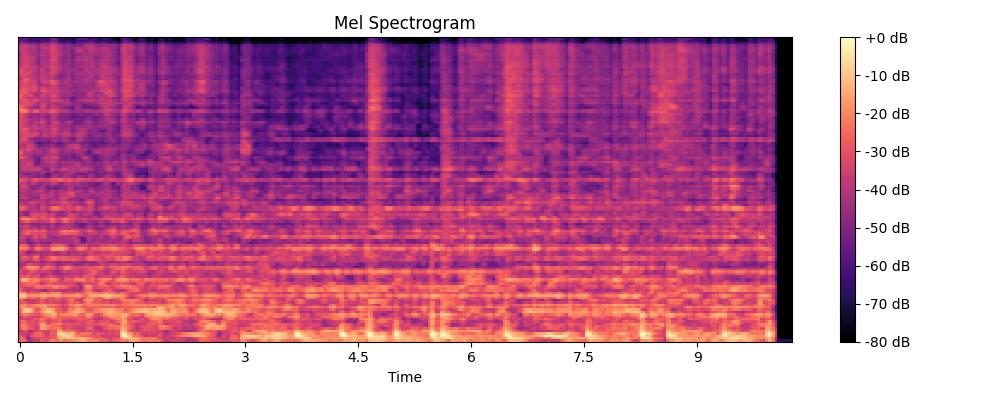 Mel Spectrogram
+0 dB
-10 dB
-20 dB
-30 dB
-40 dB
-50 dB
-60 dB
-70 dB
-80 dB
0 1.5 3 4.5 6 7.5 9
Time